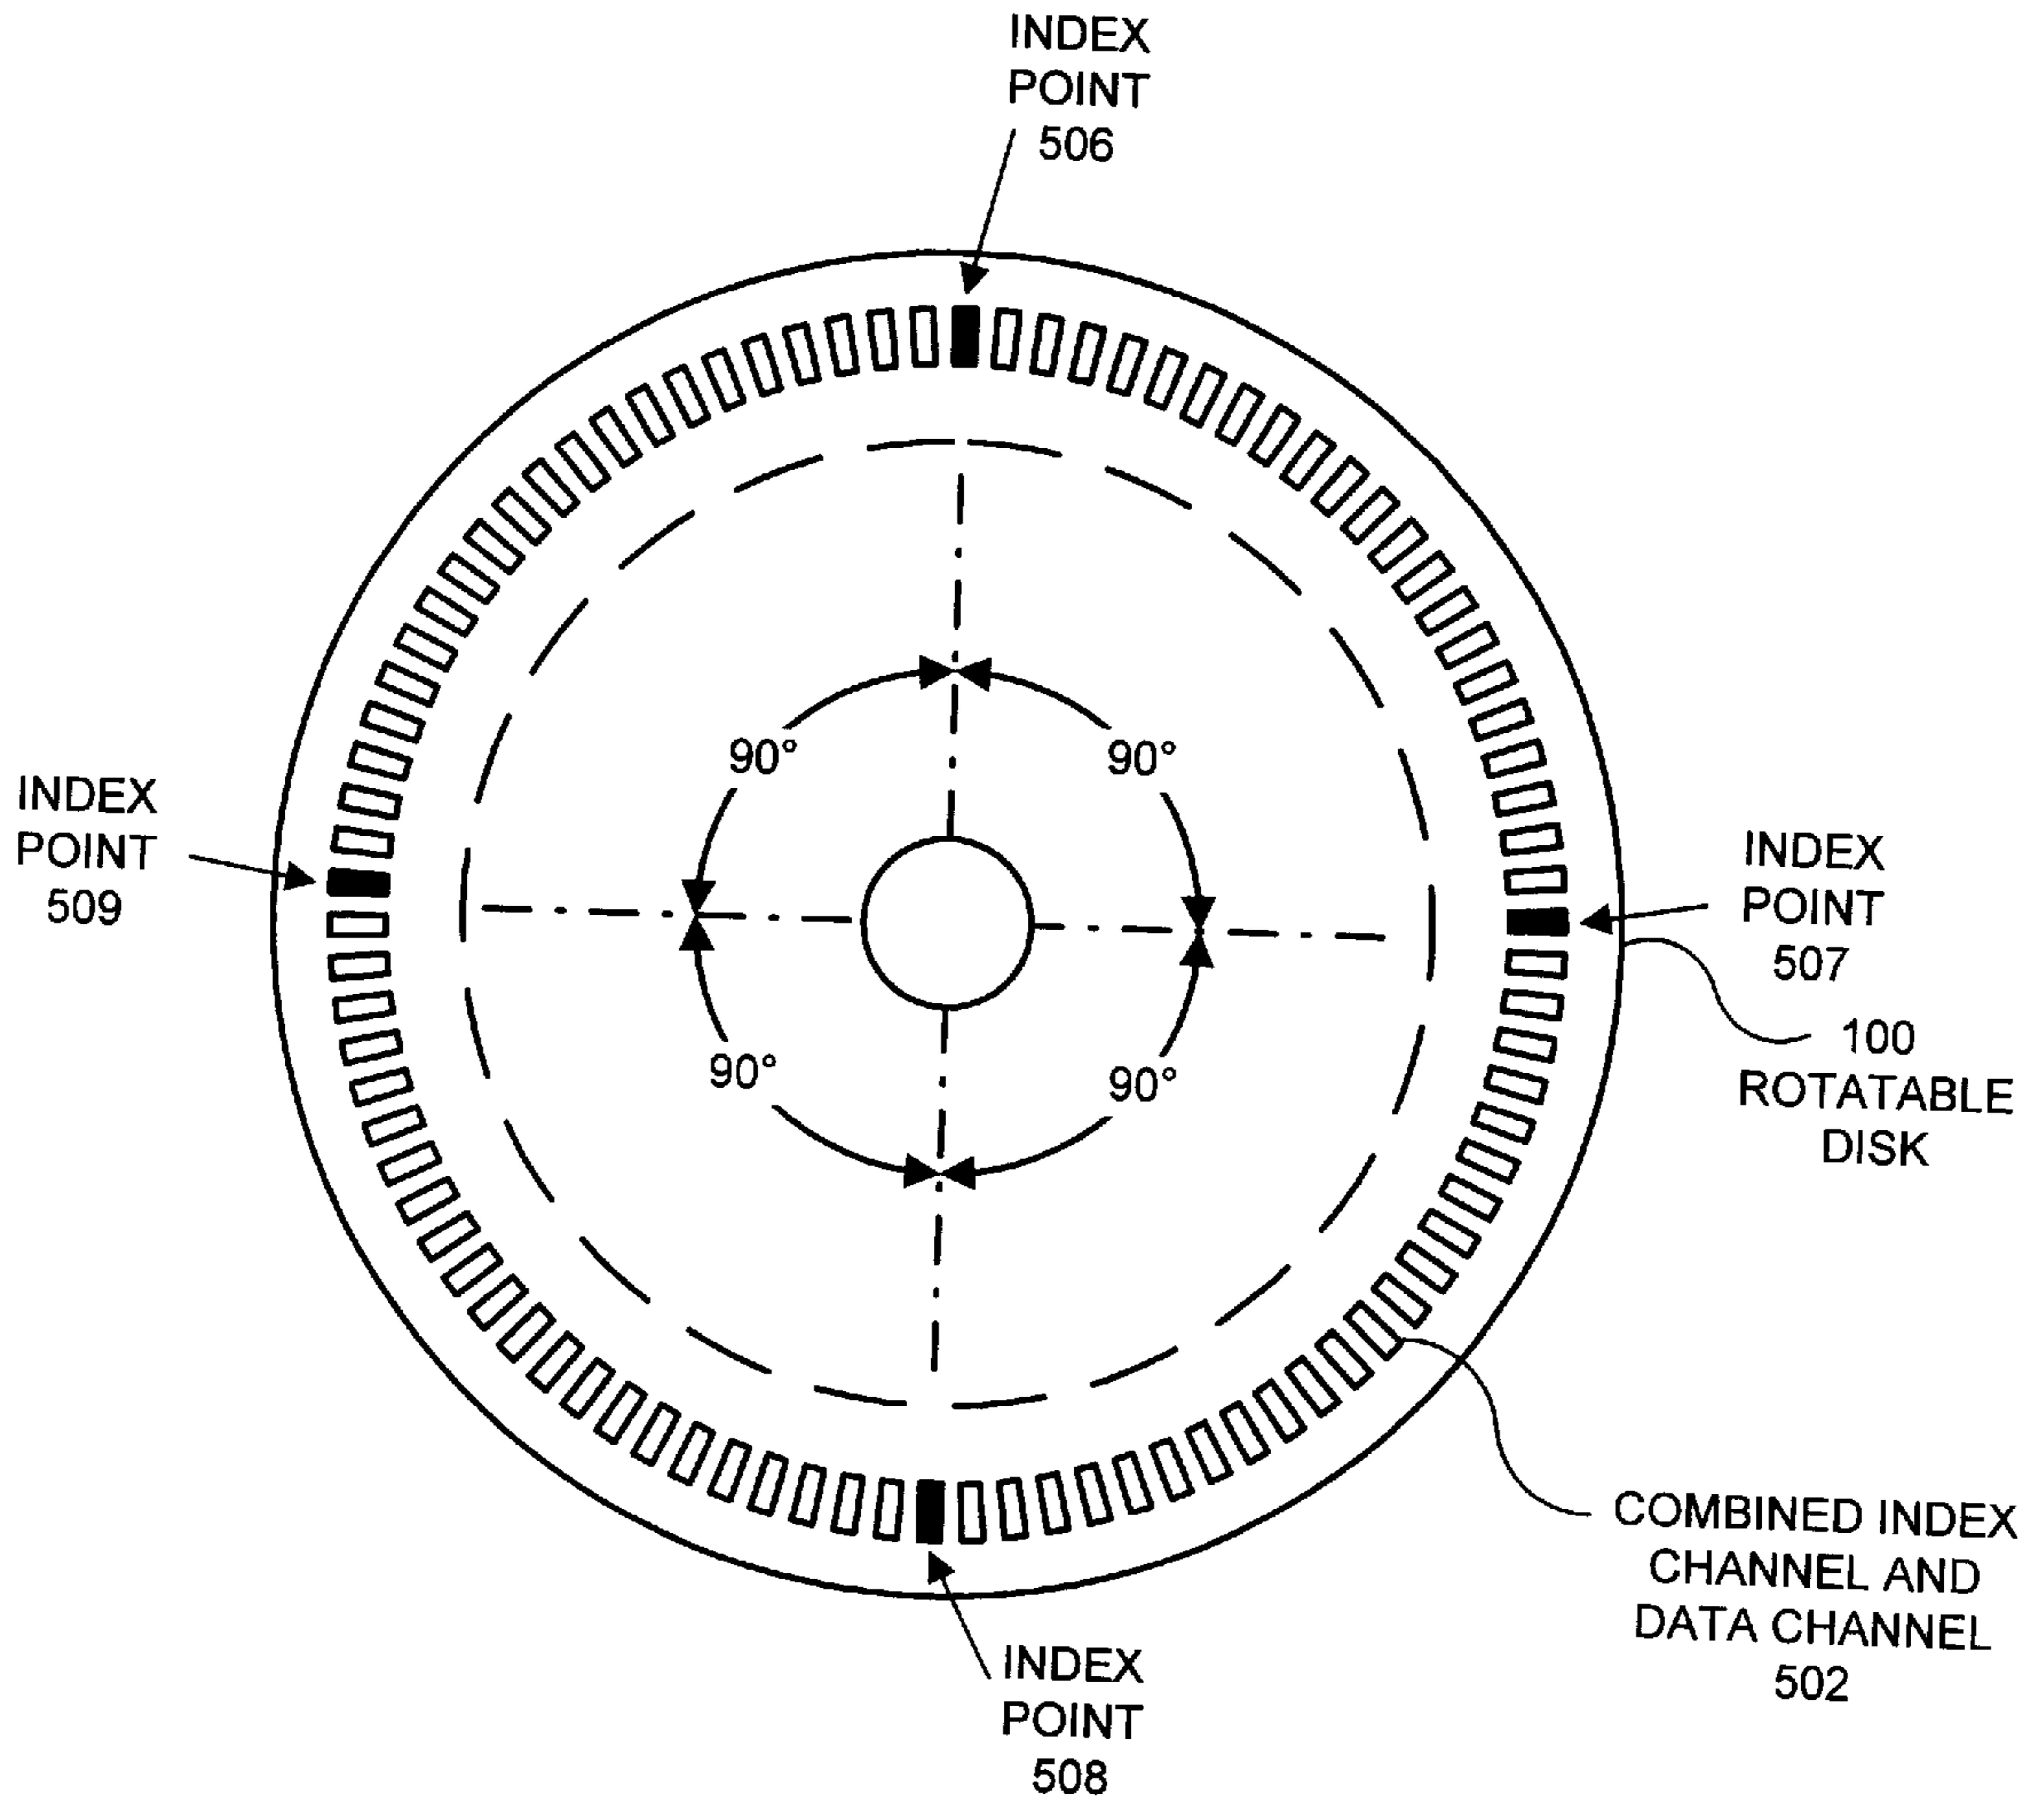 INDEX
POINT
506
90°
90°
INDEX
POINT
509
INDEX
POINT
507
100
ROTATABLE
DISK
90°
90°
COMBINED INDEX
CHANNEL AND
DATA CHANNEL
502
INDEX
POINT
508